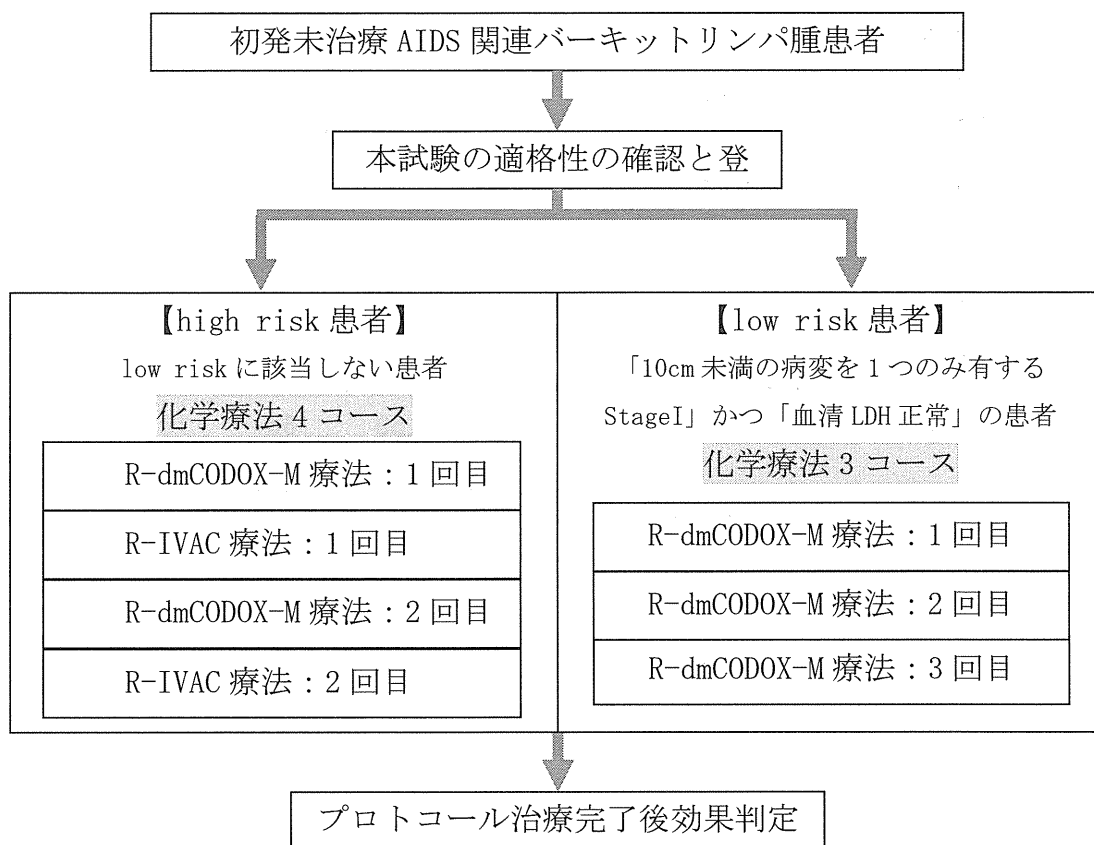 初発未治療 AIDS 関連バーキットリンパ腫患者
本試験の適格性の確認と登
【high risk 患者】
low risk に該当しない患者
化学療法 4 コース
R-dmCODOX-M 療法：1 回目
R-IVAC 療法：1 回目
R-dmCODOX-M 療法：2 回目
R-IVAC 療法：2 回目
【low risk 患者】
「10cm 未満の病変を 1 つのみ有する
StageI」かつ「血清 LDH 正常」の患者
化学療法 3 コース
R-dmCODOX-M 療法：1 回目
R-dmCODOX-M 療法：2 回目
R-dmCODOX-M 療法：3 回目
プロトコール治療完了後効果判定